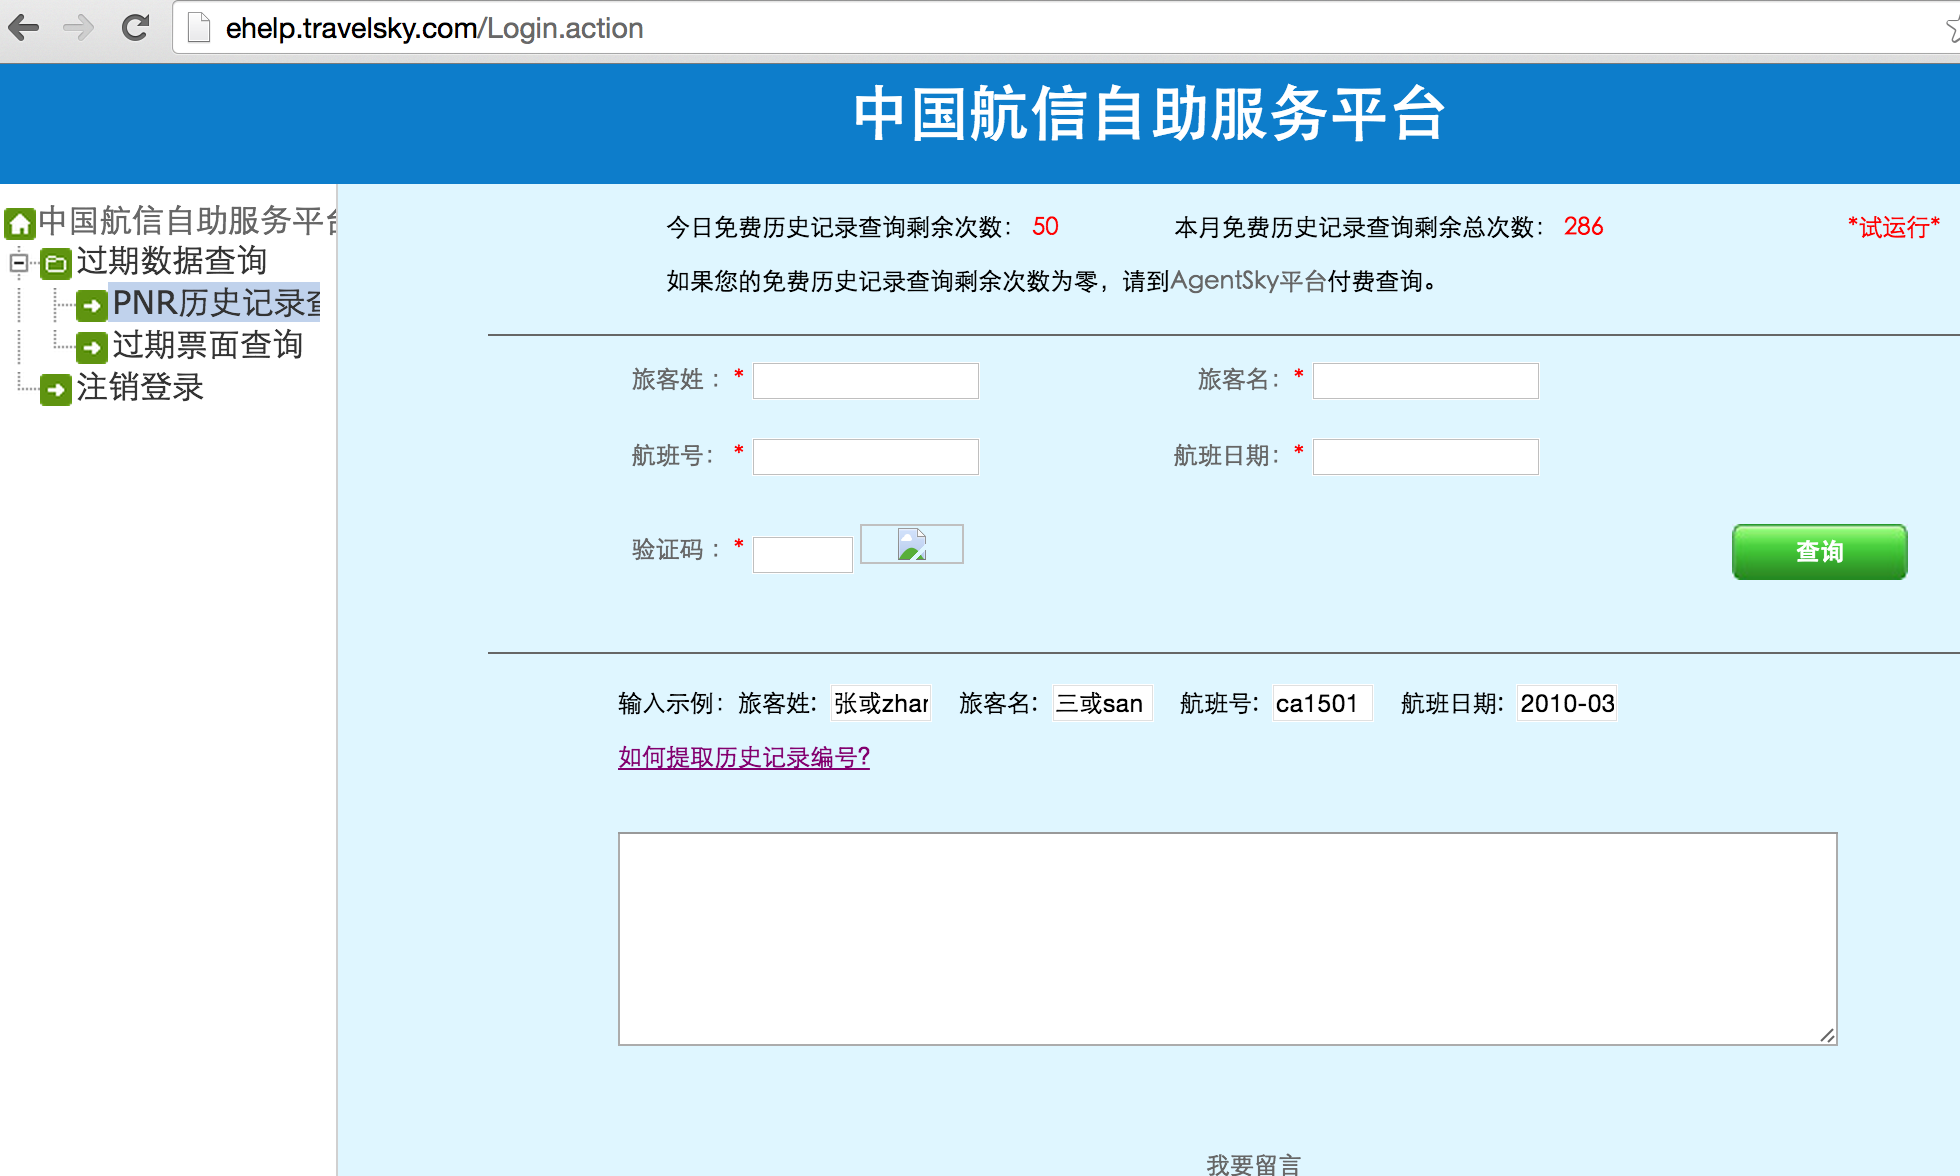 ehelp.travelsky.com/Login.action
中国航信自助服务平台
中国航信自助服务平台
过期数据查询
PNR历史记录查
过期票面查询
注销登录
今日免费历史记录查询剩余次数： 50 本月免费历史记录查询剩余总次数： 286 *试运行*
如果您的免费历史记录查询剩余次数为零，请到AgentSky平台付费查询。
旅客姓： * 旅客名： *
航班号： * 航班日期： *
验证码： *
查询
输入示例：旅客姓: 张或zhan 旅客名: 三或san 航班号: ca1501 航班日期: 2010-03
如何提取历史记录编号?
我要留言